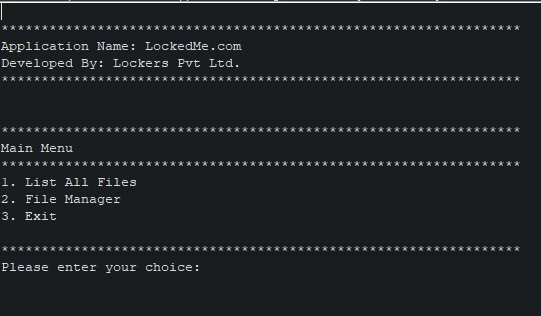 *****************************************************************
Application Name: LockedMe.com
Developed By: Lockers Pvt Ltd.
*****************************************************************
*****************************************************************
Main Menu
*****************************************************************
1. List All Files
2. File Manager
3. Exit
*****************************************************************
Please enter your choice: